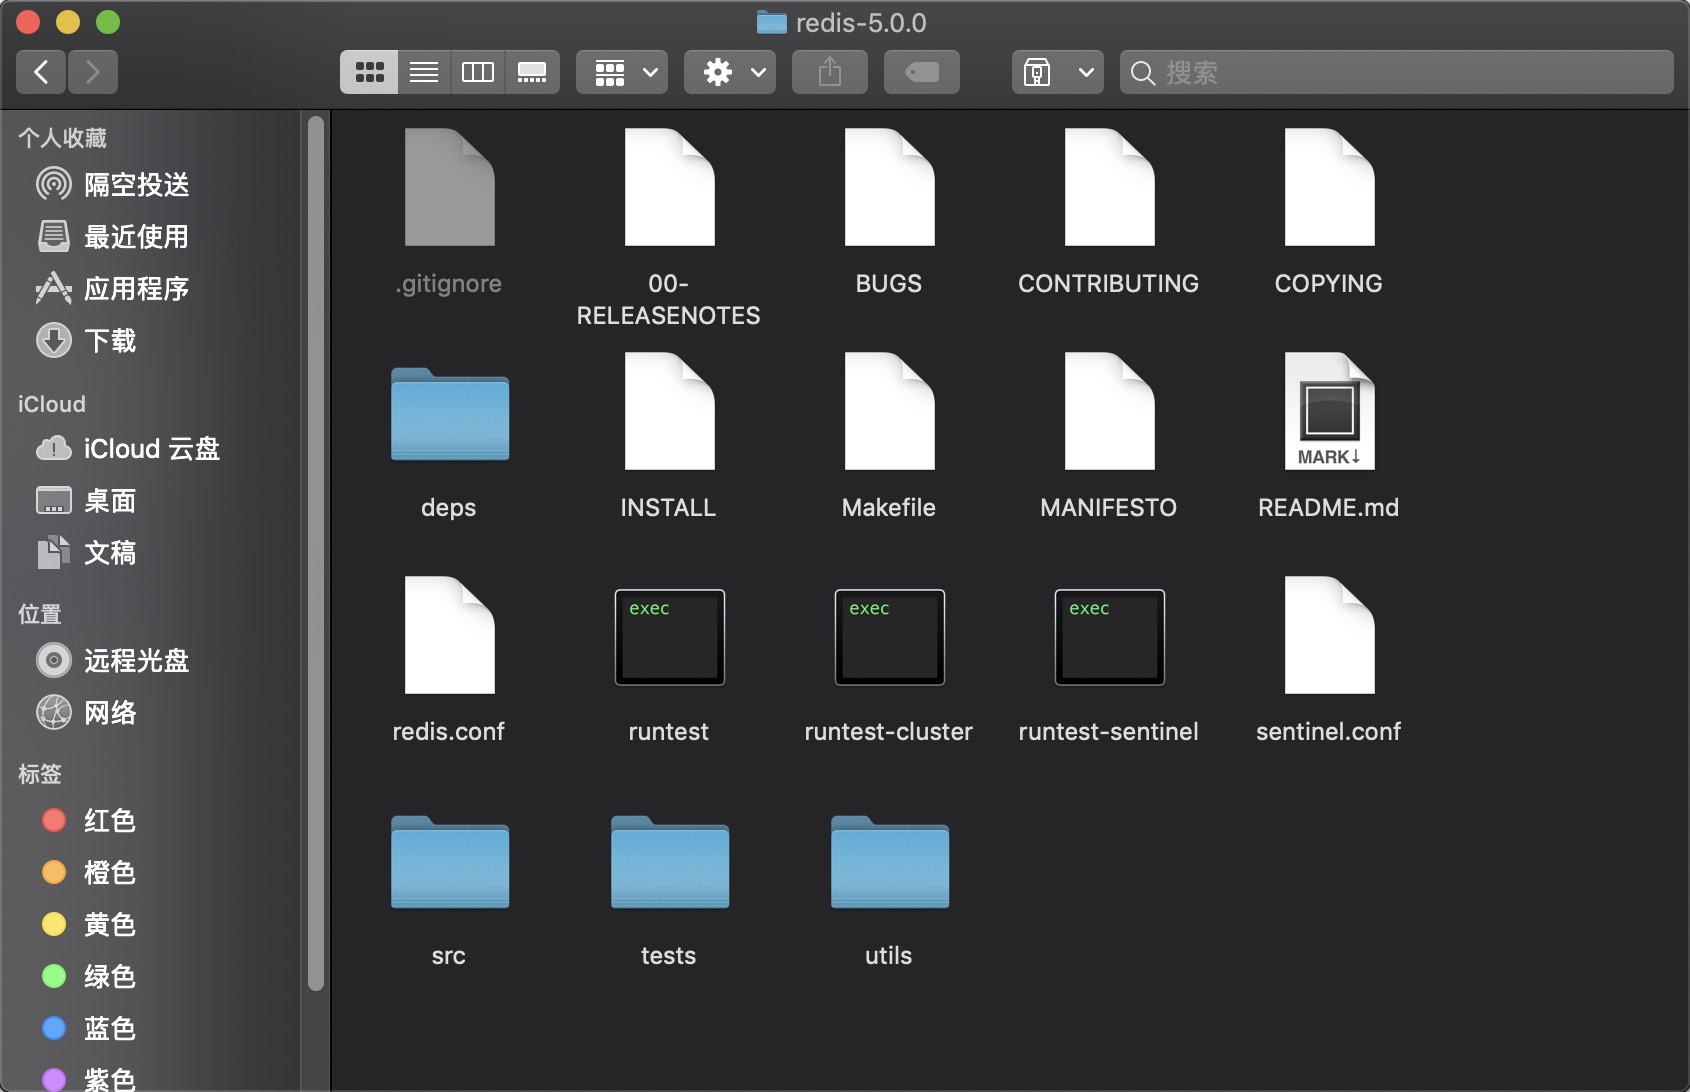 redis-5.0.0
搜索
个人收藏
隔空投送
最近使用
应用程序
下载
iCloud
iCloud 云盘
桌面
文稿
位置
远程光盘
网络
标签
红色
橙色
黄色
绿色
蓝色
紫色
.gitignore
00-
RELEASENOTES
BUGS
CONTRIBUTING
COPYING
deps
INSTALL
Makefile
MANIFESTO
MARK↓
README.md
redis.conf
exec
runtest
exec
runtest-cluster
exec
runtest-sentinel
sentinel.conf
src
tests
utils